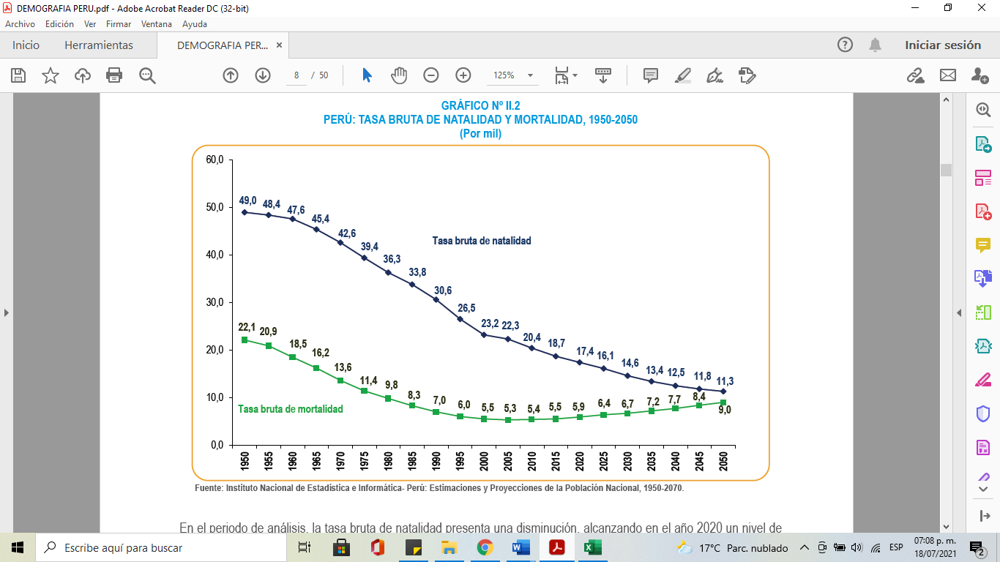 DEMOGRAFIA PERU.pdf - Adobe Acrobat Reader DC (32-bit)
Archivo Edición Ver Firmar Ventana Ayuda
Inicio Herramientas DEMOGRAFIA PER... × Iniciar sesión
8 / 50 125%
GRÁFICO Nº II.2
PERÚ: TASA BRUTA DE NATALIDAD Y MORTALIDAD, 1950-2050
(Por mil)
60,0
50,0
40,0
30,0
20,0
10,0
0,0
49,0 48,4 47,6 45,4 42,6 39,4 36,3 33,8 30,6 26,5 23,2 22,3 20,4 18,7 17,4 16,1 14,6 13,4 12,5 11,8 11,3
Tasa bruta de natalidad
22,1 20,9 18,5 16,2 13,6 11,4 9,8 8,3 7,0 6,0 5,5 5,3 5,4 5,5 5,9 6,4 6,7 7,2 7,7 8,4 9,0
Tasa bruta de mortalidad
1950 1955 1960 1965 1970 1975 1980 1985 1990 1995 2000 2005 2010 2015 2020 2025 2030 2035 2040 2045 2050
Fuente: Instituto Nacional de Estadística e Informática- Perú: Estimaciones y Proyecciones de la Población Nacional, 1950-2070.
En el periodo de análisis, la tasa bruta de natalidad presenta una disminución, alcanzando en el año 2020 un nivel de
Escribe aquí para buscar
17°C Parc. nublado
ESP
07:08 p. m.
18/07/2021
2